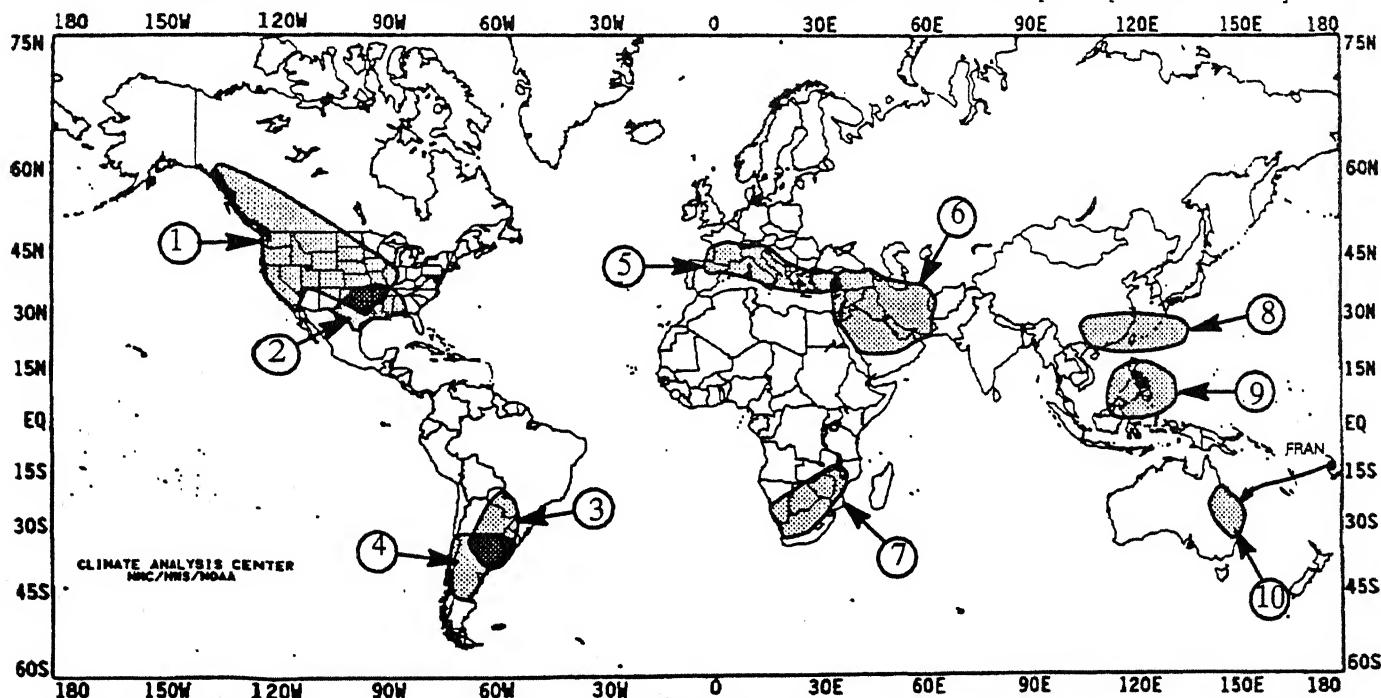 180 150W 120W 90W 60W 30W 0 30E 60E 90E 120E 150E 180
75N 75N
60N 60N
6
1
45N 45N
5
30N 30N
8
2
15N 15N
9
EQ EQ
FRAN
15S 15S
3
30S 30S
4
7
CLIMATE ANALYSIS CENTER
NMC/NWS/NOAA
10
45S 45S
60S 60S
180 150W 120W 90W 60W 30W 0 30E 60E 90E 120E 150E 180